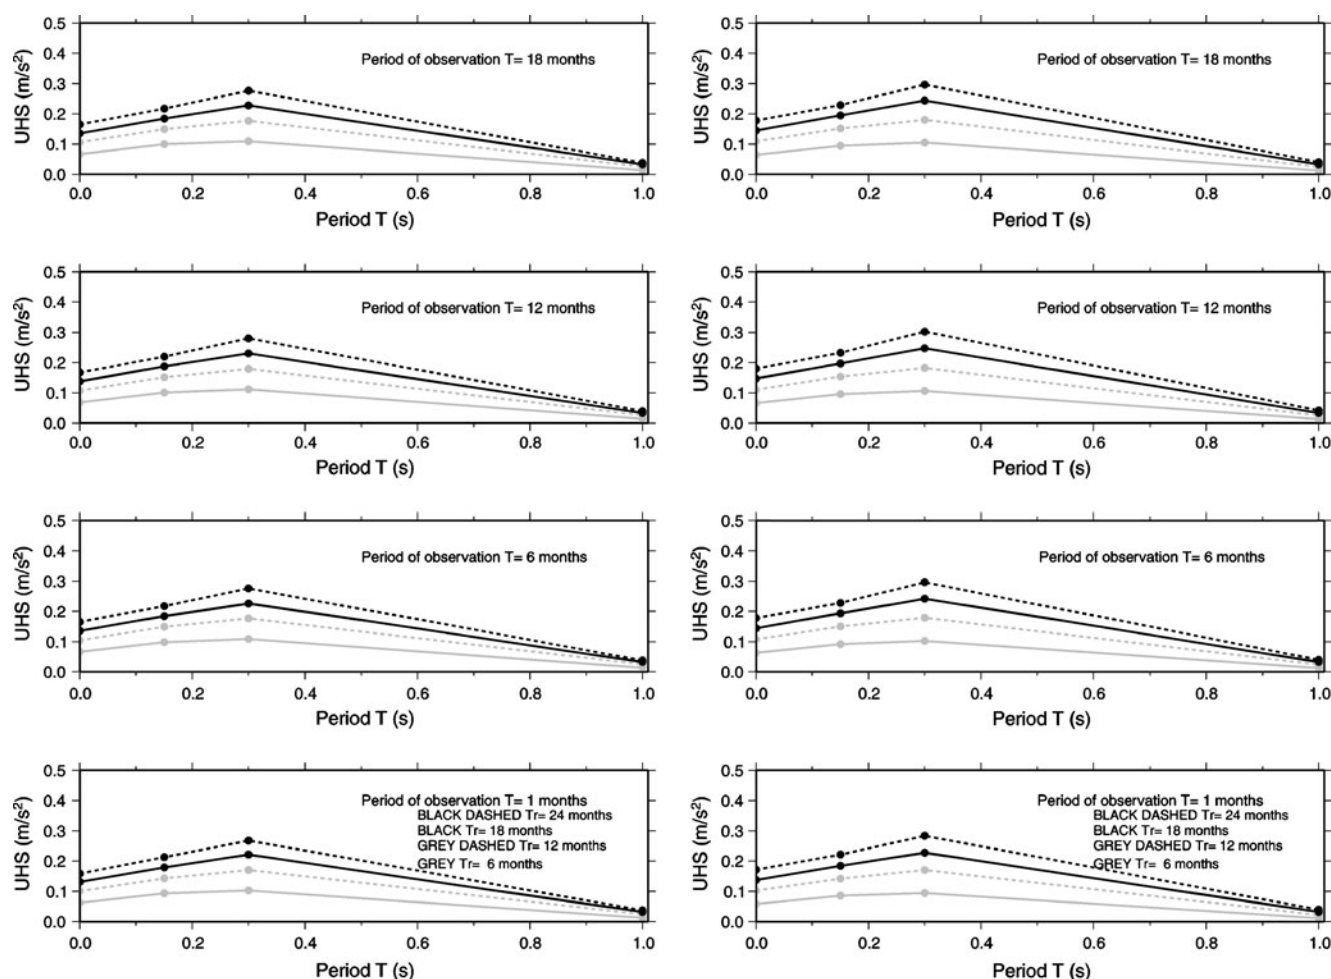 0.5
0.4
0.3
0.2
0.1
0.0
UHS (m/s²)
Period of observation T= 18 months
0.0 0.2 0.4 0.6 0.8 1.0
Period T (s)
0.5
0.4
0.3
0.2
0.1
0.0
UHS (m/s²)
Period of observation T= 18 months
0.0 0.2 0.4 0.6 0.8 1.0
Period T (s)
0.5
0.4
0.3
0.2
0.1
0.0
UHS (m/s²)
Period of observation T= 12 months
0.0 0.2 0.4 0.6 0.8 1.0
Period T (s)
0.5
0.4
0.3
0.2
0.1
0.0
UHS (m/s²)
Period of observation T= 12 months
0.0 0.2 0.4 0.6 0.8 1.0
Period T (s)
0.5
0.4
0.3
0.2
0.1
0.0
UHS (m/s²)
Period of observation T= 6 months
0.0 0.2 0.4 0.6 0.8 1.0
Period T (s)
0.5
0.4
0.3
0.2
0.1
0.0
UHS (m/s²)
Period of observation T= 6 months
0.0 0.2 0.4 0.6 0.8 1.0
Period T (s)
0.5
0.4
0.3
0.2
0.1
0.0
UHS (m/s²)
Period of observation T= 1 months
BLACK DASHED Tr= 24 months
BLACK Tr= 18 months
GREY DASHED Tr= 12 months
GREY Tr= 6 months
0.0 0.2 0.4 0.6 0.8 1.0
Period T (s)
0.5
0.4
0.3
0.2
0.1
0.0
UHS (m/s²)
Period of observation T= 1 months
BLACK DASHED Tr= 24 months
BLACK Tr= 18 months
GREY DASHED Tr= 12 months
GREY Tr= 6 months
0.0 0.2 0.4 0.6 0.8 1.0
Period T (s)